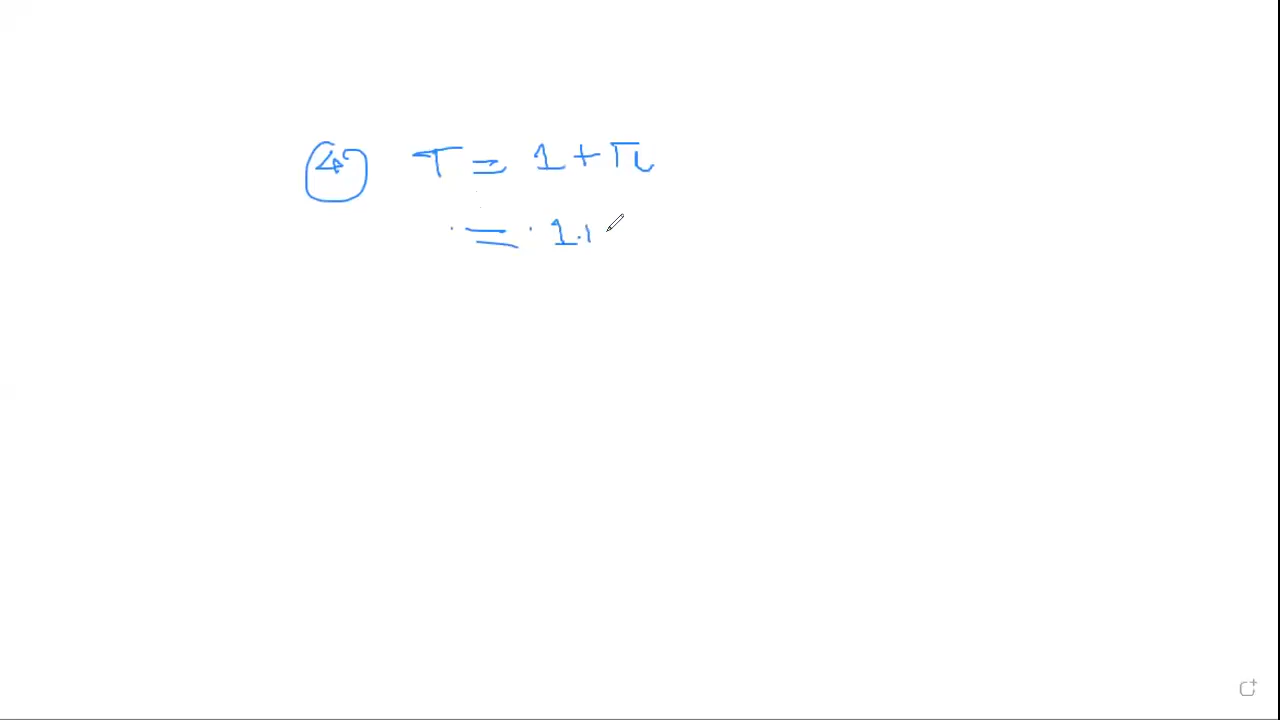 ④ T = 1 + π
= 1.1